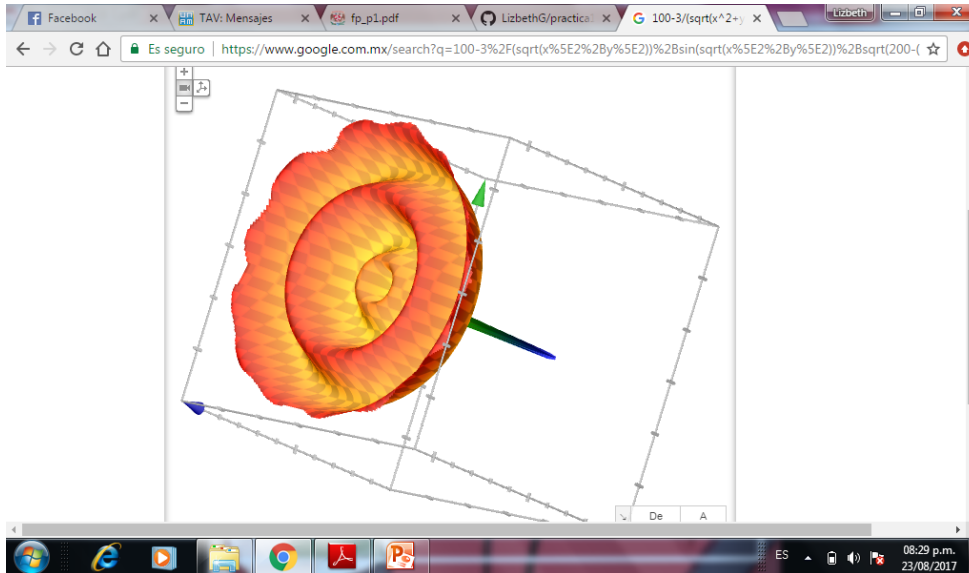 Facebook
TAV: Mensajes
fp_p1.pdf
LizbethG/practica
100-3/(sqrt(x^2+y
Lizbeth
Es seguro
https://www.google.com.mx/search?q=100-3%2F(sqrt(x%5E2%2By%5E2))%2Bsin(sqrt(x%5E2%2By%5E2))%2Bsqrt(200-(
De
A
ES
08:29 p.m.
23/08/2017